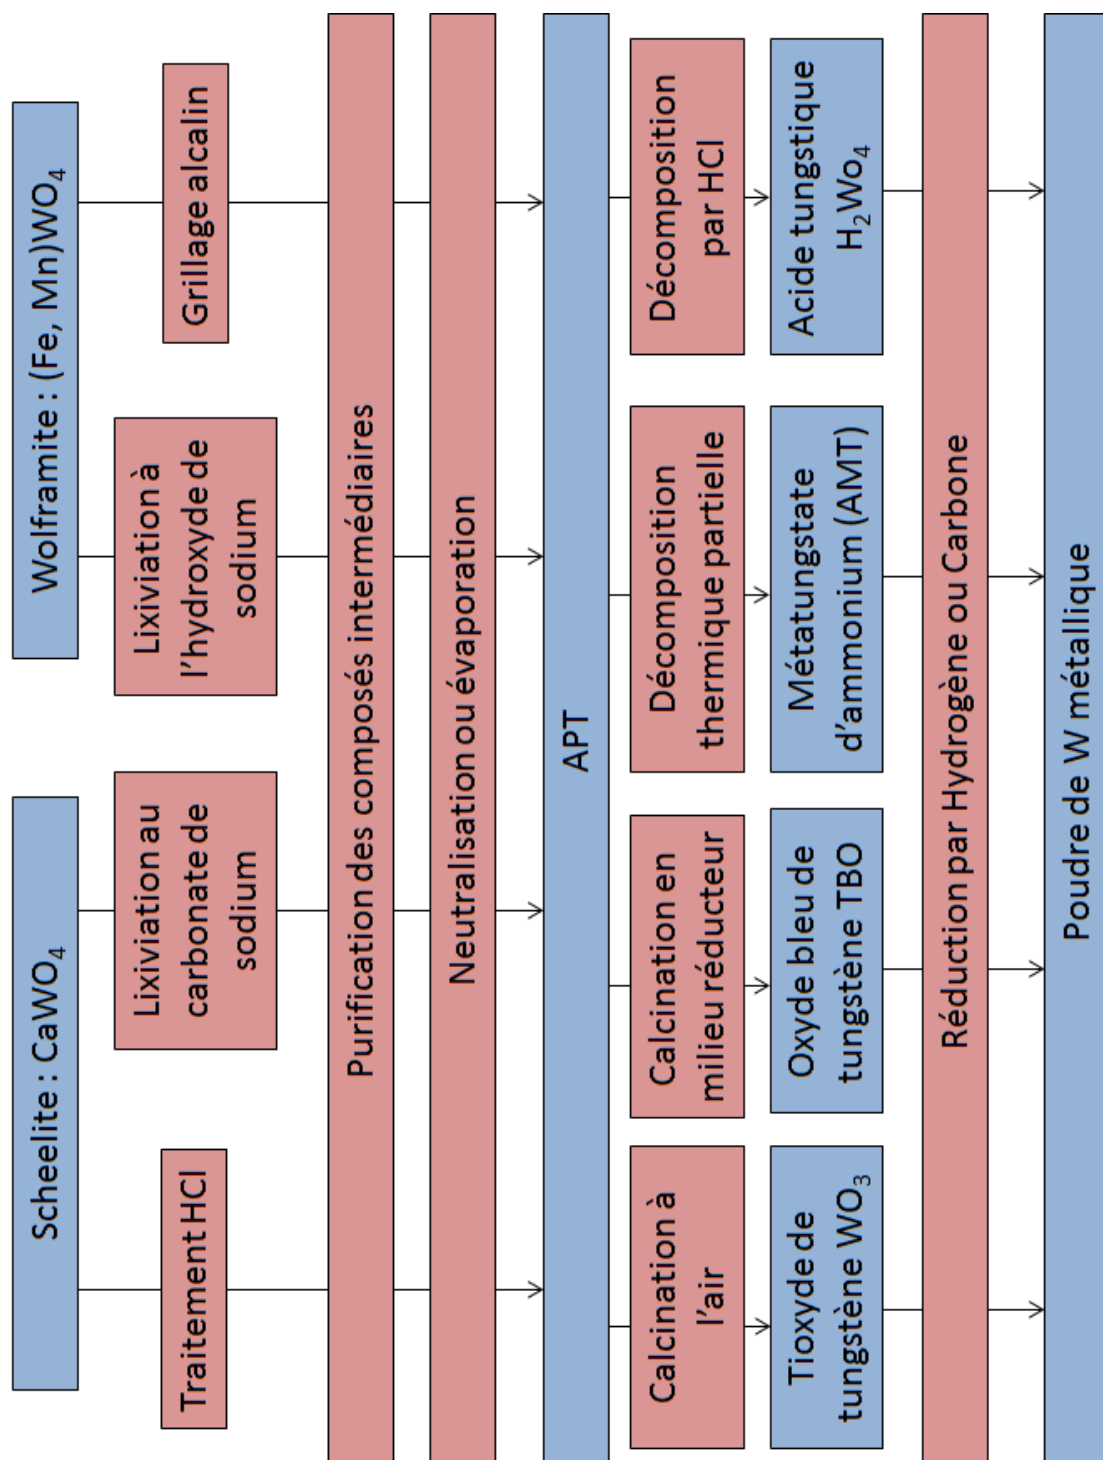 Scheelite : CaWO₄
Wolframite : (Fe, Mn)WO₄
Traitement HCl
Lixiviation au
carbonate de
sodium
Lixiviation à
l'hydroxyde de
sodium
Grillage alcalin
Purification des composés intermédiaires
Neutralisation ou évaporation
APT
Calcination à
l'air
Calcination en
milieu réducteur
Décomposition
thermique partielle
Décomposition
par HCl
Tioxyde de
tungstène WO₃
Oxyde bleu de
tungstène TBO
Métatungstate
d'ammonium (AMT)
Acide tungstique
H₂Wo₄
Réduction par Hydrogène ou Carbone
Poudre de W métallique